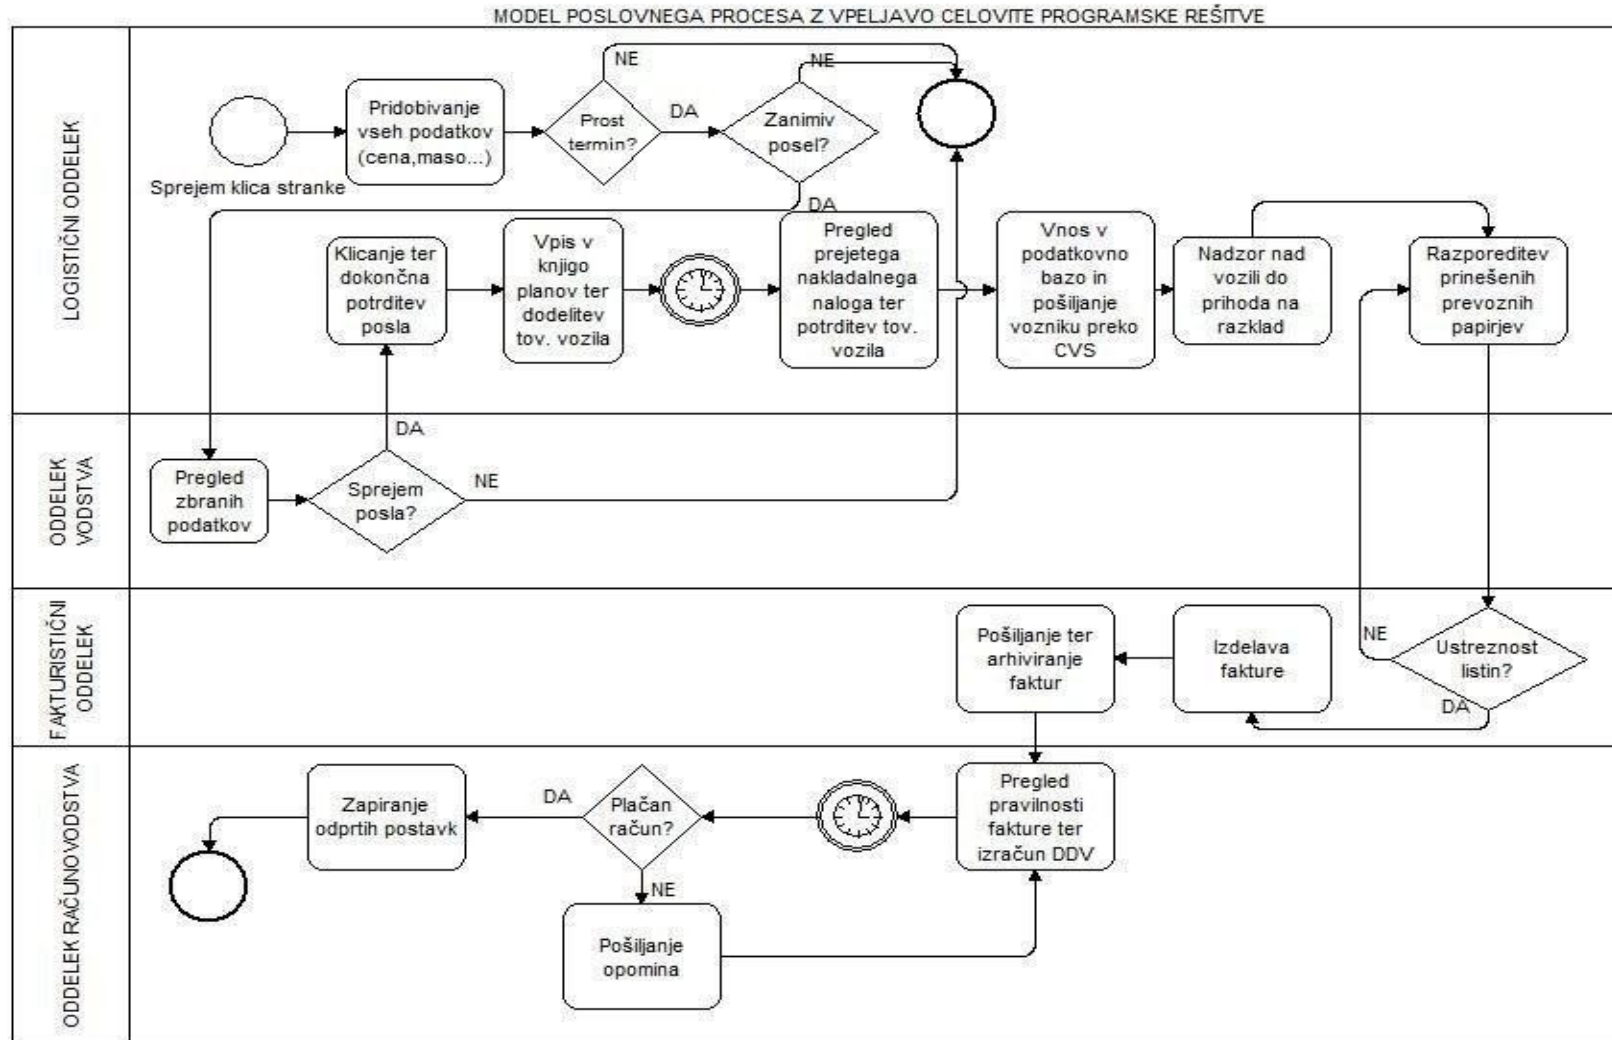 MODEL POSLOVNEGA PROCESA Z VPELJAVO CELOVITE PROGRAMSKE REŠITVE
LOGISTIČNI ODDELEK
Sprejem klica stranke
Pridobivanje
vseh podatkov
(cena,maso...)
Prost
termin?
NE
DA
Zanimiv
posel?
NE
DA
Klicanje ter
dokončna
potrditev
posla
Vpis v
knjigo
planov ter
dodelitev
tov. vozila
Pregled
prejetega
nakladalnega
naloga ter
potrditev tov.
vozila
Vnos v
podatkovno
bazo in
pošiljanje
vozniku preko
CVS
Nadzor nad
vozili do
prihoda na
razklad
Razporeditev
prinešenih
prevoznih
papirjev
ODDELEK
VODSTVA
Pregled
zbranih
podatkov
Sprejem
posla?
DA
NE
FAKTURISTIČNI
ODDELEK
Pošiljanje ter
arhiviranje
faktur
Izdelava
fakture
Ustreznost
listin?
NE
DA
ODDELEK RAČUNOVODSTVA
Zapiranje
odprtih postavk
DA
Plačan
račun?
NE
Pošiljanje
opomina
Pregled
pravilnosti
fakture ter
izračun DDV